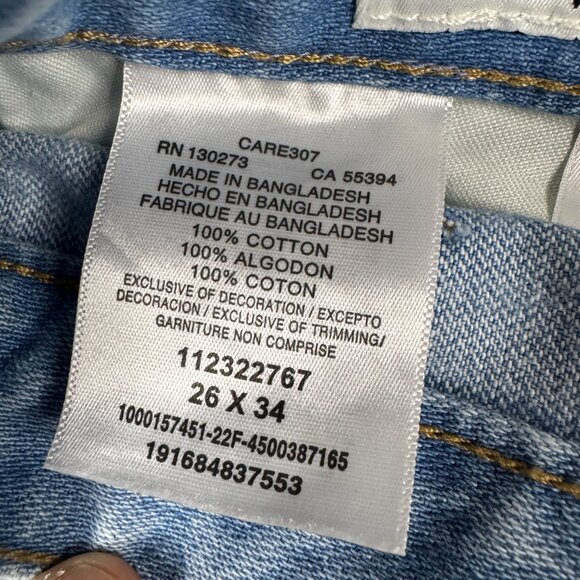 CARE307
RN 130273 CA 55394
MADE IN BANGLADESH
HECHO EN BANGLADESH
FABRIQUE AU BANGLADESH
100% COTTON
100% ALGODON
100% COTON
EXCLUSIVE OF DECORATION / EXCEPTO
DECORACION / EXCLUSIVE OF TRIMMING/
GARNITURE NON COMPRISE
112322767
26 X 34
1000157451-22F-4500387165
191684837553